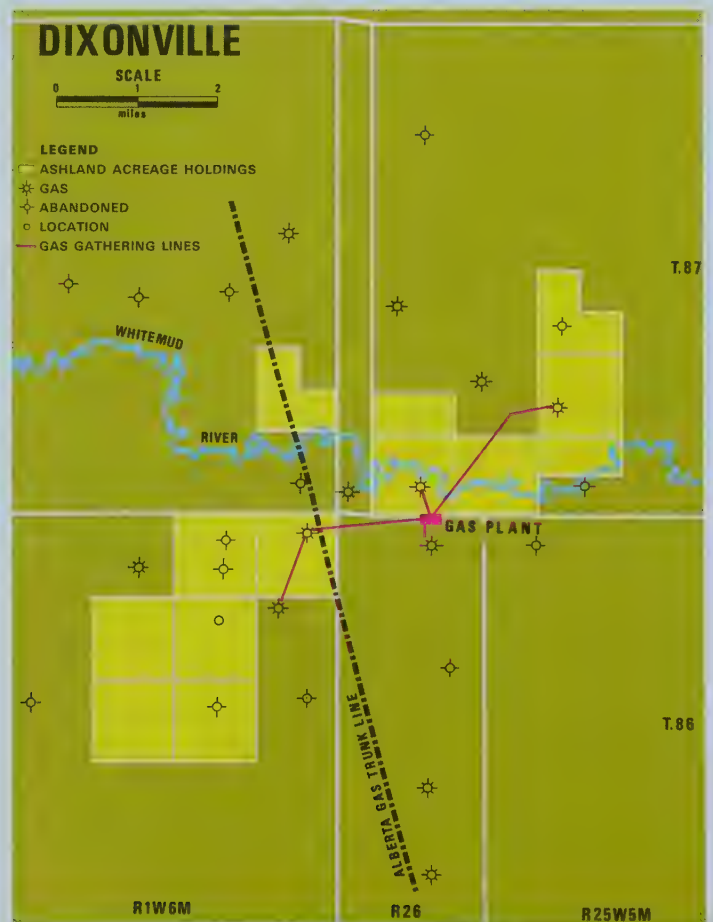 DIXONVILLE
SCALE
0 1 2
miles
LEGEND
ASHLAND ACREAGE HOLDINGS
GAS
ABANDONED
LOCATION
GAS GATHERING LINES
T.87
WHITEMUD
RIVER
GAS PLANT
T.86
ALBERTA GAS TRUNK LINE
R1W6M
R26
R25W5M